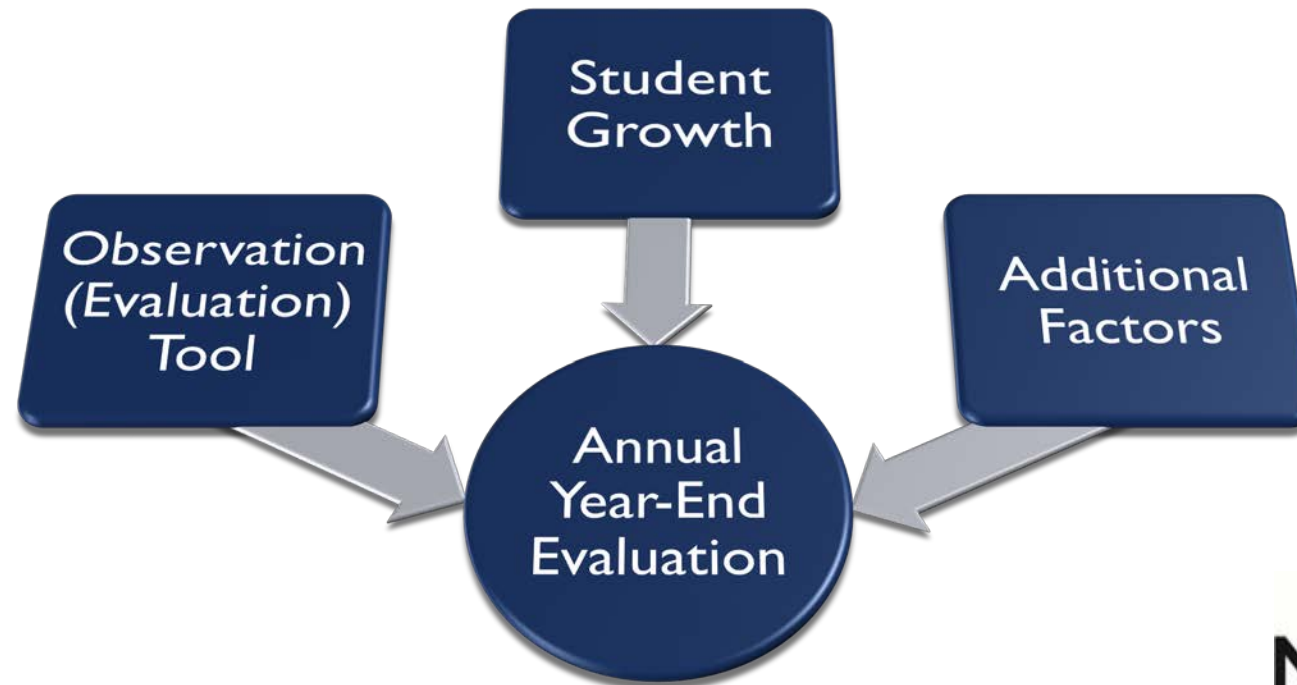 Student
Growth
Observation
(Evaluation)
Tool
Additional
Factors
Annual
Year-End
Evaluation